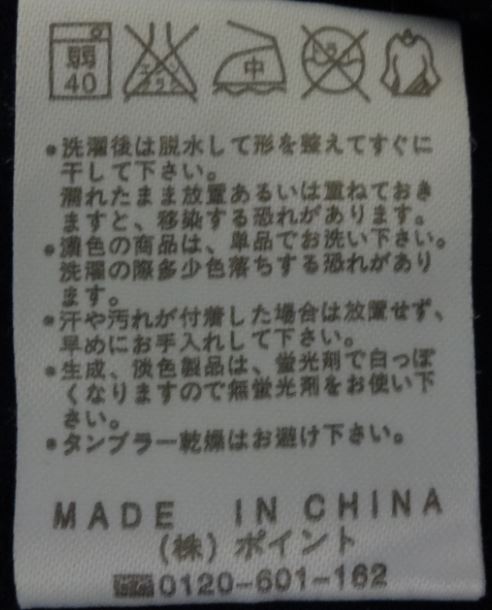 弱
40
エンソ
サラシ
中
ドライ
•洗濯後は脱水して形を整えてすぐに
干して下さい。
濡れたまま放置あるいは重ねておき
ますと、移染する恐れがあります。
•濃色の商品は、単品でお洗い下さい。
洗濯の際多少色落ちする恐れがあり
ます。
•汗や汚れが付着した場合は放置せず、
早めにお手入れして下さい。
•生成、淡色製品は、蛍光剤で白っぽ
くなりますので無蛍光剤をお使い下
さい。
•タンブラー乾燥はお避け下さい。
MADE IN CHINA
(株)ポイント
0120-601-162